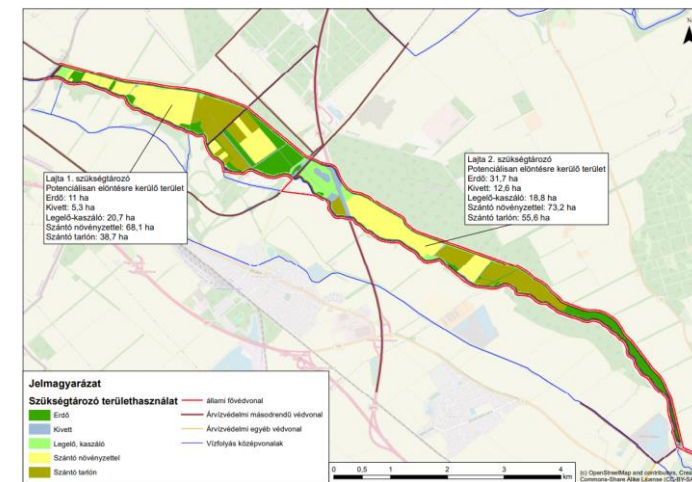 N
Lajta 1. szükségtározó
Potenciálisan elöntésre kerülő terület
Erdő: 11 ha
Kivett: 5,3 ha
Legelő-kaszáló: 20,7 ha
Szántó növényzettel: 68,1 ha
Szántó tarlón: 38,7 ha
Lajta 2. szükségtározó
Potenciálisan elöntésre kerülő terület
Erdő: 31,7 ha
Kivett: 12,6 ha
Legelő-kaszáló: 18,8 ha
Szántó növényzettel: 73,2 ha
Szántó tarlón: 55,6 ha
Jelmagyarázat
Szükségtározó területhasználat
Erdő
Kivett
Legelő, kaszáló
Szántó növényzettel
Szántó tarlón
állami fővédvonal
Árvízvédelmi másodrendű védvonal
Árvízvédelmi egyéb védvonal
Vízfolyás középvonalak
0 0,5 1 2 3 4
km
(c) OpenStreetMap and contributors, Crea
Commons-Share Alike License (CC-BY-SA